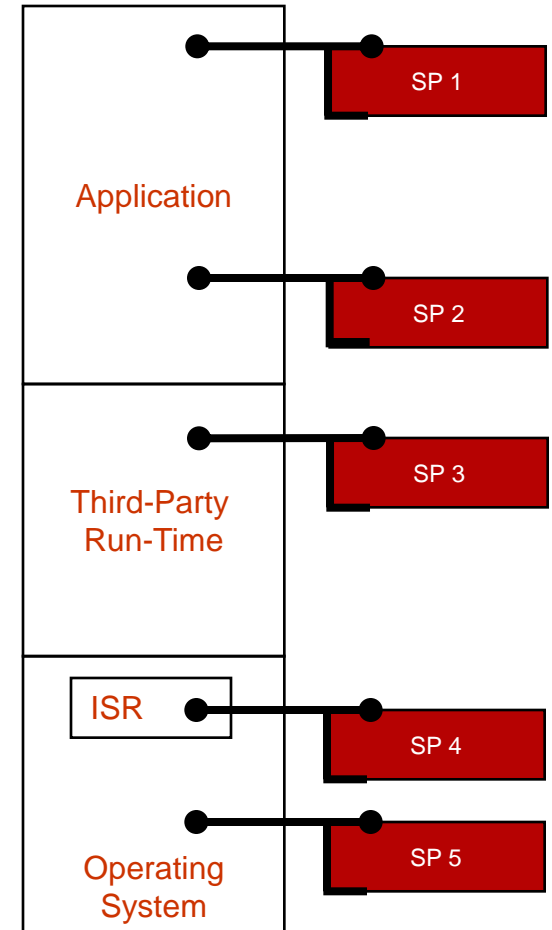 SP 1
Application
SP 2
SP 3
Third-Party
Run-Time
ISR
SP 4
SP 5
Operating
System